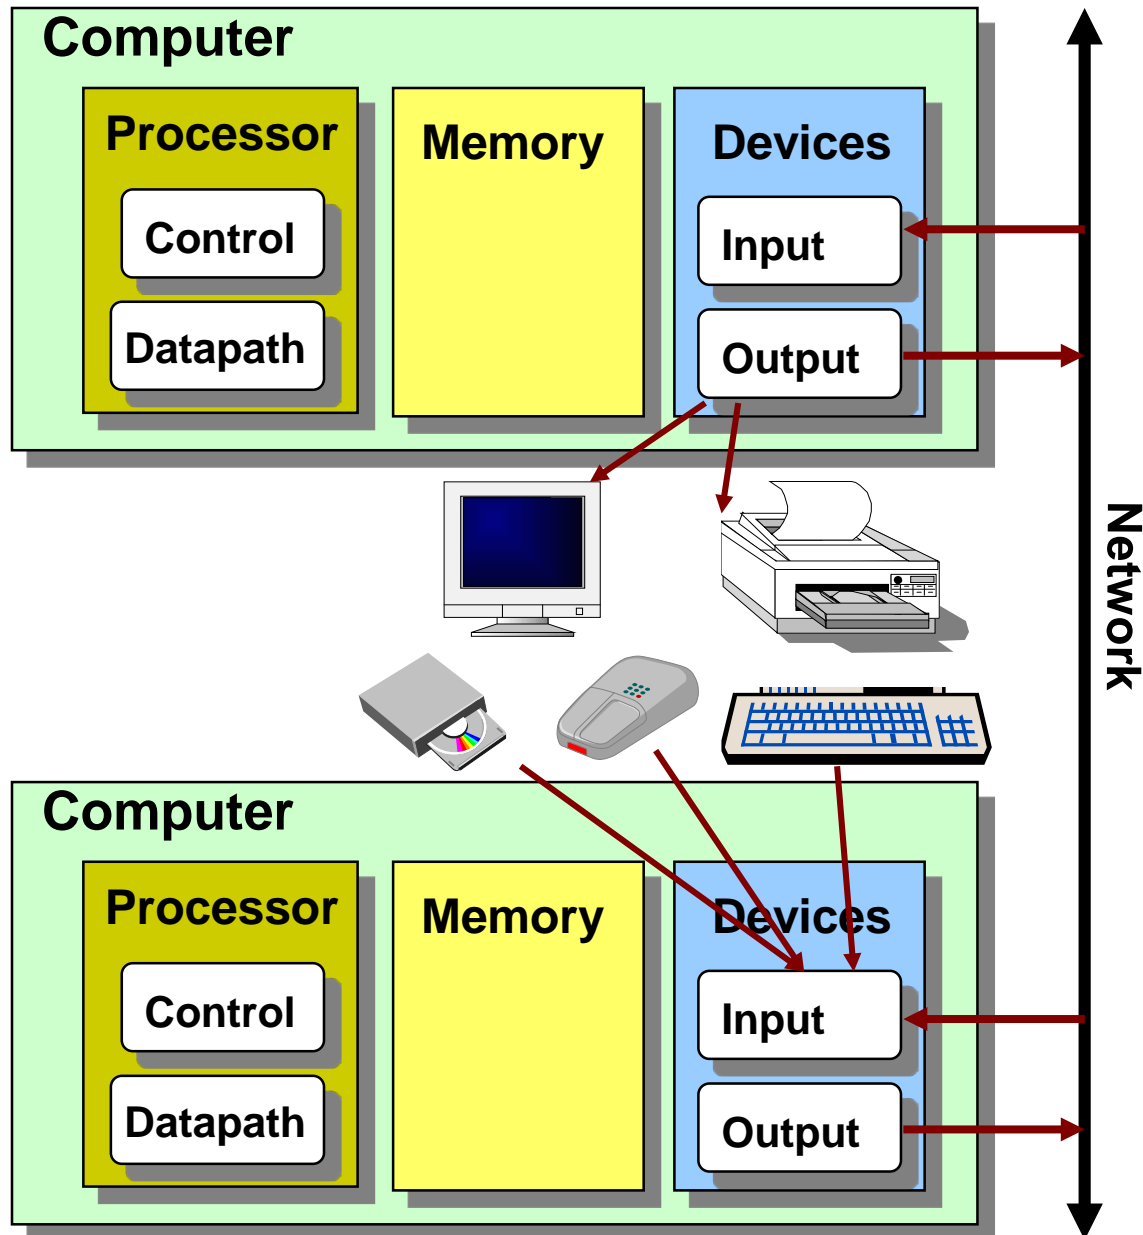 Computer
Processor
Memory
Devices
Control
Input
Datapath
Output
Network
Computer
Processor
Memory
Devices
Control
Input
Datapath
Output